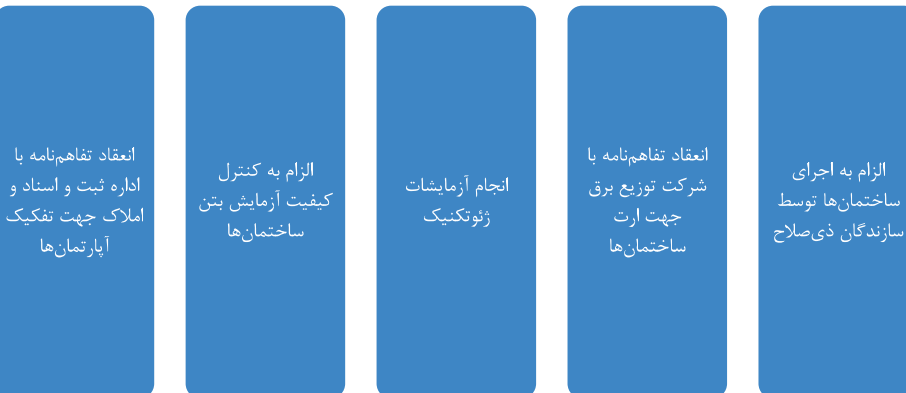 الزام به اجرای
ساختمان‌ها توسط
سازندگان ذی‌صلاح
انعقاد تفاهم‌نامه با
شرکت توزیع برق
جهت ارت
ساختمان‌ها
انجام آزمایشات
ژئوتکنیک
الزام به کنترل
کیفیت آزمایش بتن
ساختمان‌ها
انعقاد تفاهم‌نامه با
اداره ثبت و اسناد و
املاک جهت تفکیک
آپارتمان‌ها